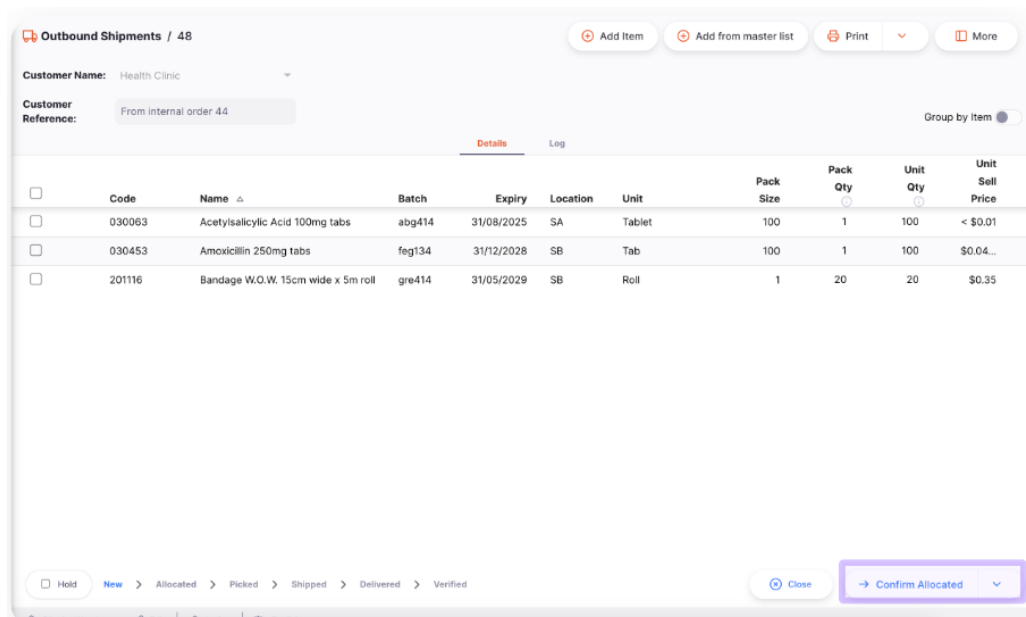 Outbound Shipments / 48
Add Item
Add from master list
Print
More
Customer Name: Health Clinic
Customer Reference: From internal order 44
Group by Item
Details Log
Code Name Batch Expiry Location Unit Pack Size Pack Qty Unit Qty Unit Sell Price
030063 Acetylsalicylic Acid 100mg tabs abg414 31/08/2025 SA Tablet 100 1 100 < $0.01
030453 Amoxicillin 250mg tabs feg134 31/12/2028 SB Tab 100 1 100 $0.04...
201116 Bandage W.O.W. 15cm wide x 5m roll gre414 31/05/2029 SB Roll 1 20 20 $0.35
Hold New > Allocated > Picked > Shipped > Delivered > Verified
Close
Confirm Allocated